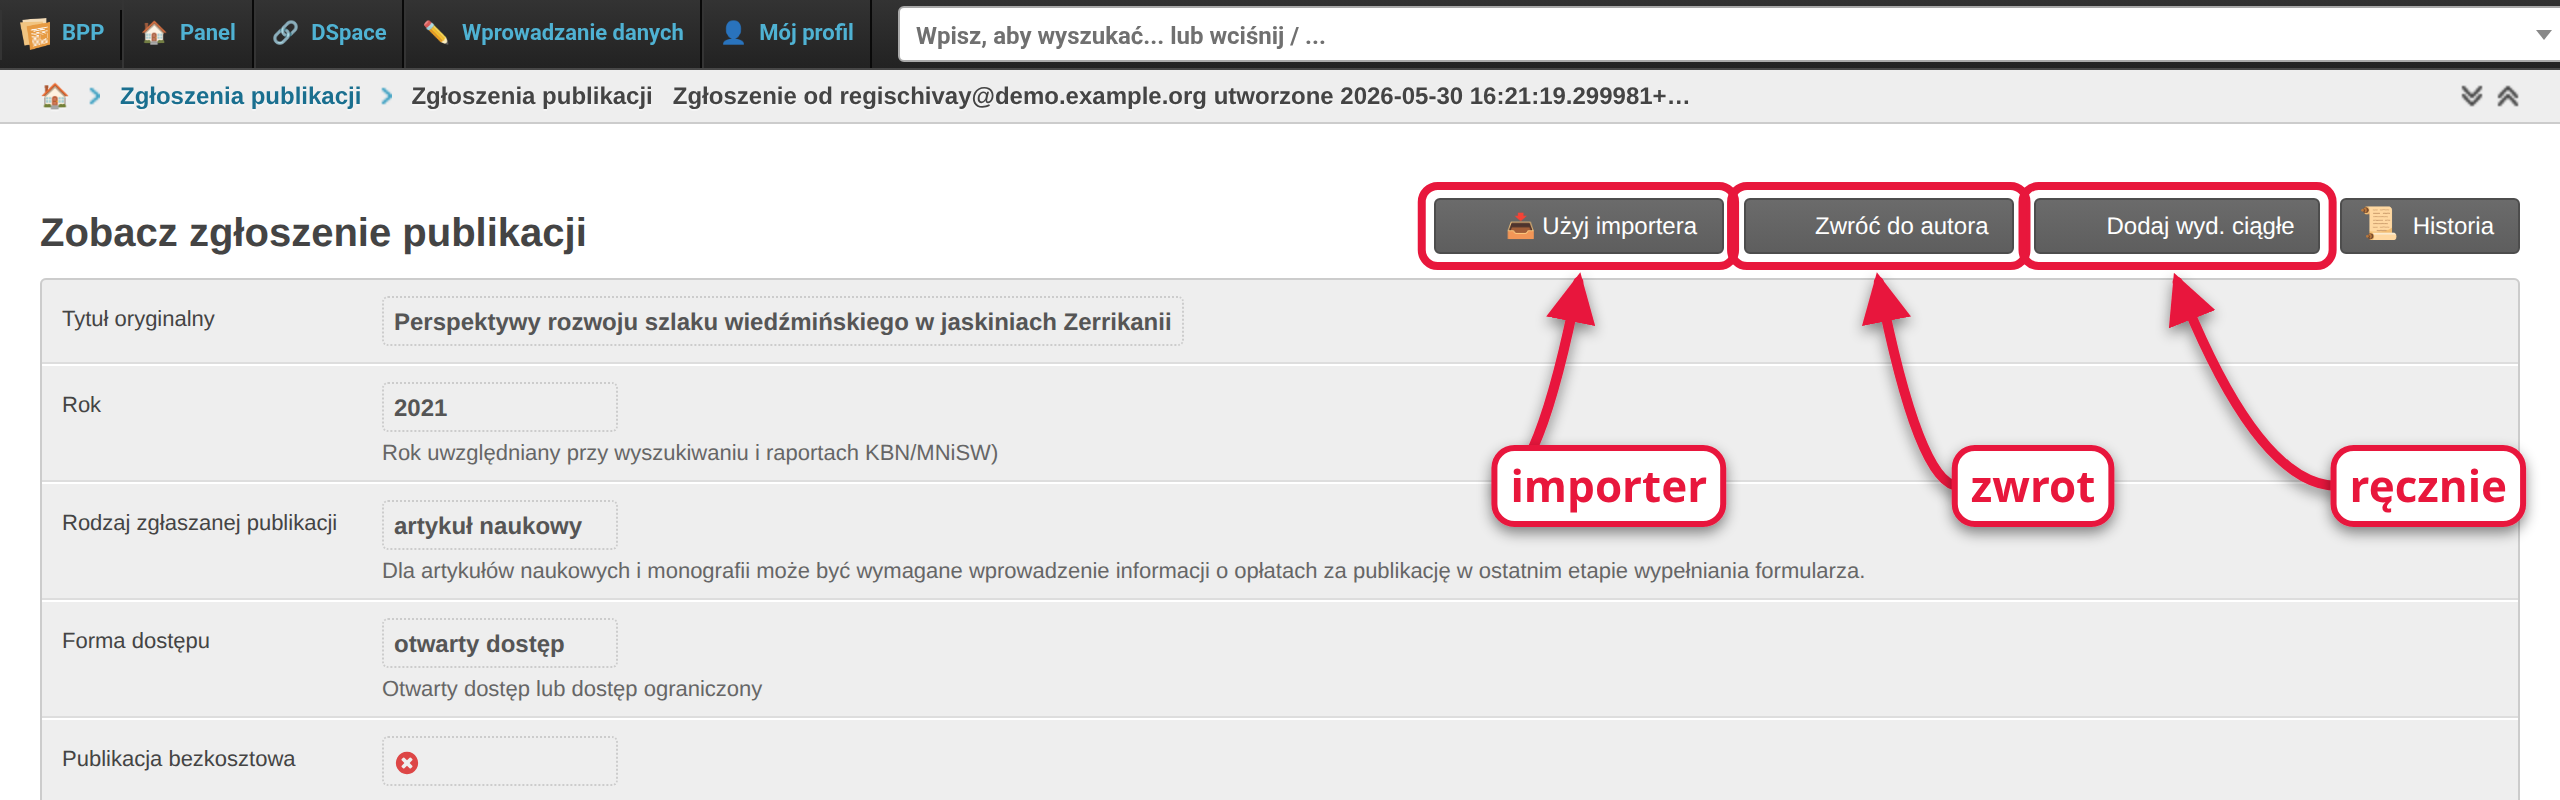 BPP Panel DSpace Wprowadzanie danych Mój profil Wpisz, aby wyszukać... lub wciśnij / ...
Zgłoszenia publikacji Zgłoszenia publikacji Zgłoszenie od regischivay@demo.example.org utworzone 2026-05-30 16:21:19.299981+...
Zobacz zgłoszenie publikacji
Użyj importera Zwróć do autora Dodaj wyd. ciągłe Historia
Tytuł oryginalny Perspektywy rozwoju szlaku wiedźmińskiego w jaskiniach Zerrikanii
Rok 2021
Rok uwzględniany przy wyszukiwaniu i raportach KBN/MNiSW)
importer zwrot ręcznie
Rodzaj zgłaszanej publikacji artykuł naukowy
Dla artykułów naukowych i monografii może być wymagane wprowadzenie informacji o opłatach za publikację w ostatnim etapie wypełniania formularza.
Forma dostępu otwarty dostęp
Otwarty dostęp lub dostęp ograniczony
Publikacja bezkosztowa